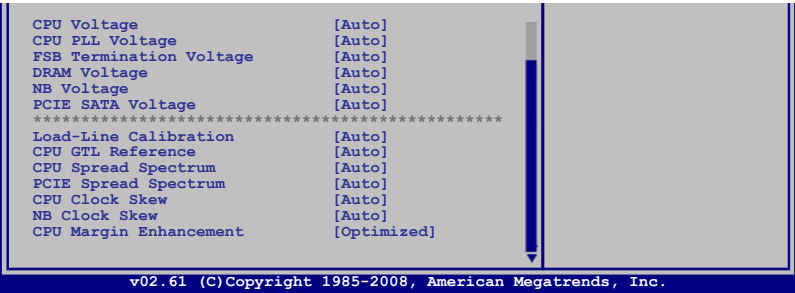 CPU Voltage [Auto]
CPU PLL Voltage [Auto]
FSB Termination Voltage [Auto]
DRAM Voltage [Auto]
NB Voltage [Auto]
PCIE SATA Voltage [Auto]
*************************************************
Load-Line Calibration [Auto]
CPU GTL Reference [Auto]
CPU Spread Spectrum [Auto]
PCIE Spread Spectrum [Auto]
CPU Clock Skew [Auto]
NB Clock Skew [Auto]
CPU Margin Enhancement [Optimized]
v02.61 (C)Copyright 1985-2008, American Megatrends, Inc.